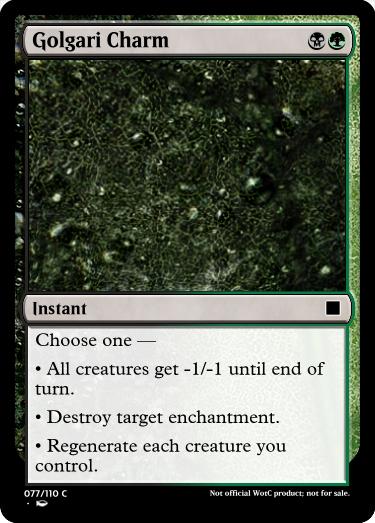 Golgari Charm
Instant
Choose one —
• All creatures get -1/-1 until end of
turn.
• Destroy target enchantment.
• Regenerate each creature you
control.
077/110 C
Not official WotC product; not for sale.